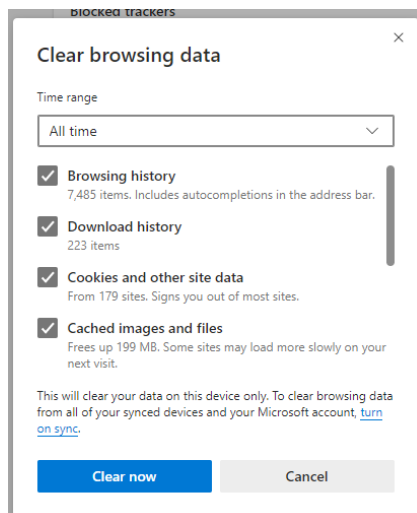 Blocked trackers
Clear browsing data
Time range
All time
Browsing history
7,485 items. Includes autocompletions in the address bar.
Download history
223 items
Cookies and other site data
From 179 sites. Signs you out of most sites.
Cached images and files
Frees up 199 MB. Some sites may load more slowly on your
next visit.
This will clear your data on this device only. To clear browsing data
from all of your synced devices and your Microsoft account, turn
on sync.
Clear now
Cancel